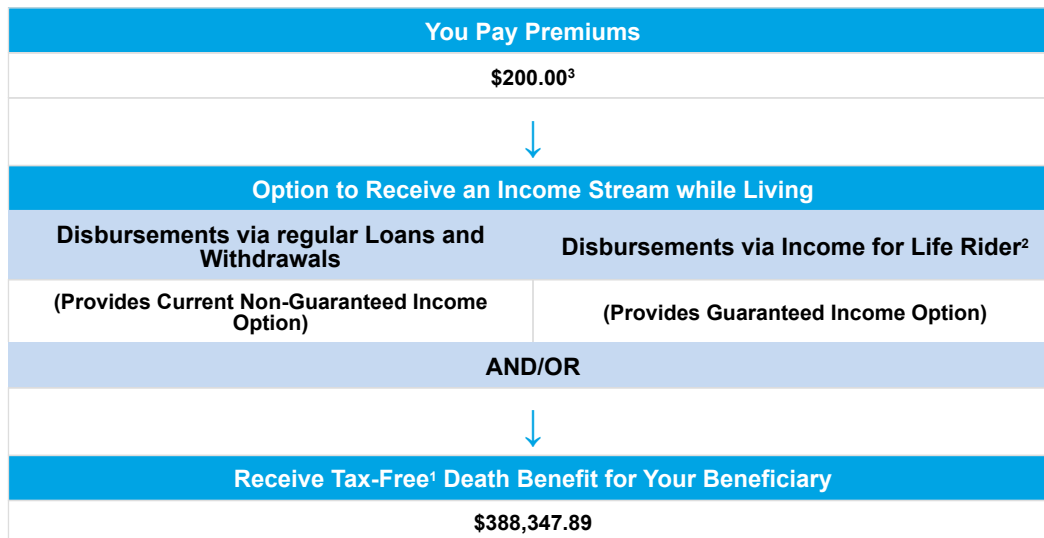 You Pay Premiums
$200.00³
↓
Option to Receive an Income Stream while Living
Disbursements via regular Loans and
Withdrawals
Disbursements via Income for Life Rider²
(Provides Current Non-Guaranteed Income
Option)
(Provides Guaranteed Income Option)
AND/OR
↓
Receive Tax-Free¹ Death Benefit for Your Beneficiary
$388,347.89